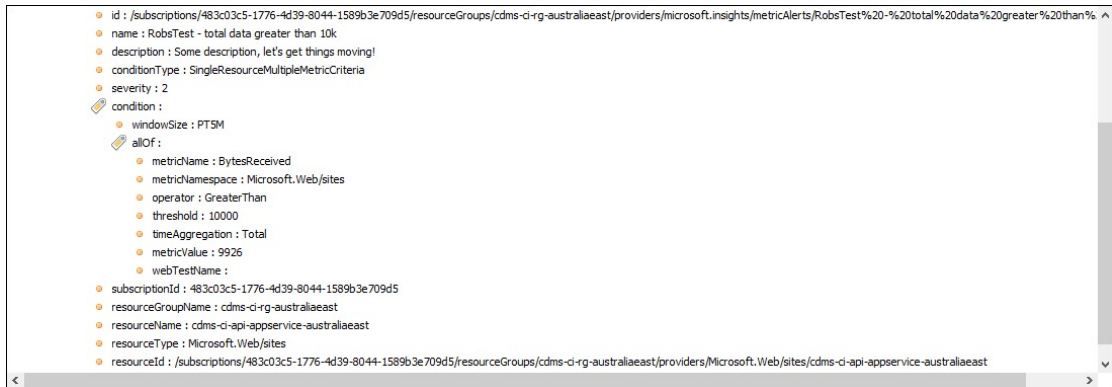 id : /subscriptions/483c03c5-1776-4d39-8044-1589b3e709d5/resourceGroups/cdms-ci-rg-australiaeast/providers/microsoft.insights/metricAlerts/RobsTest%20-%20total%20data%20greater%20than%
name : RobsTest - total data greater than 10k
description : Some description, let's get things moving!
conditionType : SingleResourceMultipleMetricCriteria
severity : 2
condition :
windowSize : PT5M
allOf :
metricName : BytesReceived
metricNamespace : Microsoft.Web/sites
operator : GreaterThan
threshold : 10000
timeAggregation : Total
metricValue : 9926
webTestName :
subscriptionId : 483c03c5-1776-4d39-8044-1589b3e709d5
resourceGroupName : cdms-ci-rg-australiaeast
resourceName : cdms-ci-api-appservice-australiaeast
resourceType : Microsoft.Web/sites
resourceId : /subscriptions/483c03c5-1776-4d39-8044-1589b3e709d5/resourceGroups/cdms-ci-rg-australiaeast/providers/Microsoft.Web/sites/cdms-ci-api-appservice-australiaeast